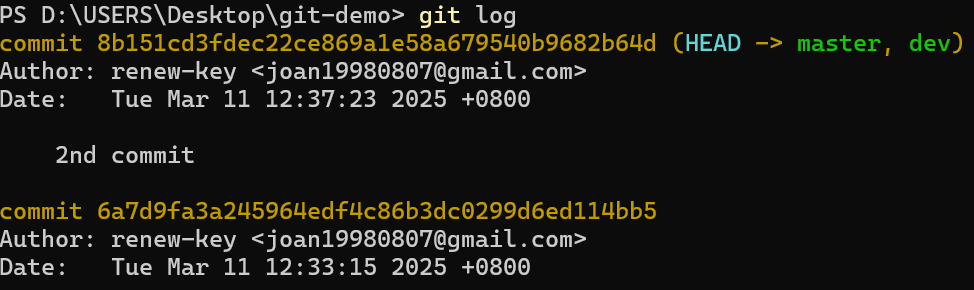 PS D:\USERS\Desktop\git-demo> git log
commit 8b151cd3fdec22ce869a1e58a679540b9682b64d (HEAD -> master, dev)
Author: renew-key <joan19980807@gmail.com>
Date:   Tue Mar 11 12:37:23 2025 +0800
    2nd commit
commit 6a7d9fa3a245964edf4c86b3dc0299d6ed114bb5
Author: renew-key <joan19980807@gmail.com>
Date:   Tue Mar 11 12:33:15 2025 +0800